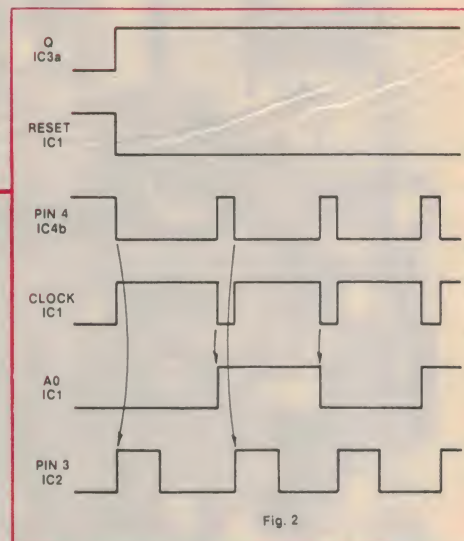 Q
IC3a
RESET
IC1
PIN 4
IC4b
CLOCK
IC1
A0
IC1
PIN 3
IC2
Fig. 2